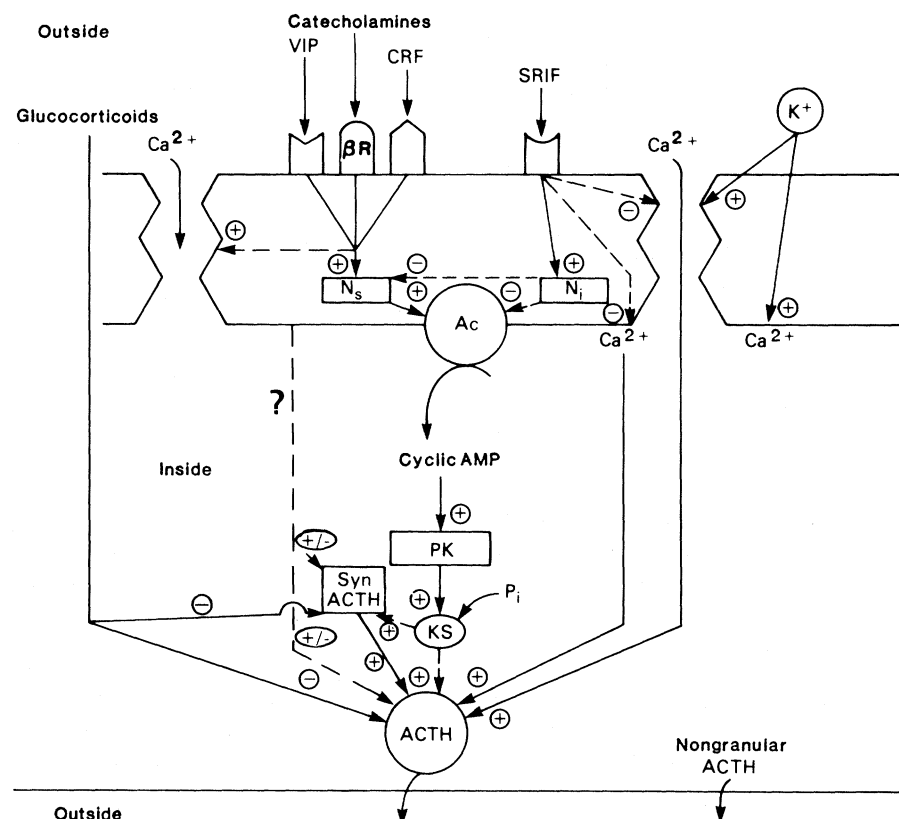 Outside
Catecholamines
VIP
CRF
SRIF
K+
Glucocorticoids
Ca2+
βR
Ca2+
+
-
+
+
-
+
Ns
+
-
Ni
-
+
Ac
Ca2+
Ca2+
?
Cyclic AMP
Inside
+
+/-
PK
Syn
ACTH
+
Pi
-
+
KS
+/-
+
-
+
+
+
ACTH
Nongranular
ACTH
Outside